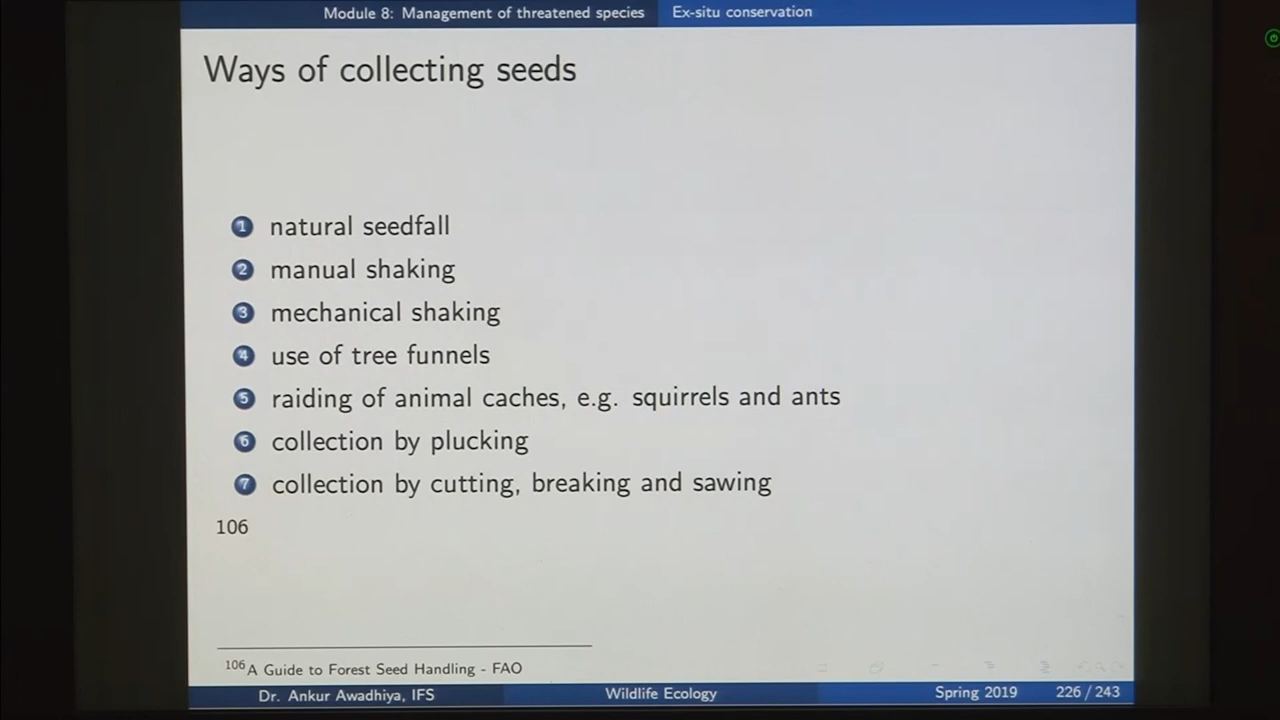 Module 8: Management of threatened species Ex-situ conservation
Ways of collecting seeds
1 natural seedfall
2 manual shaking
3 mechanical shaking
4 use of tree funnels
5 raiding of animal caches, e.g. squirrels and ants
6 collection by plucking
7 collection by cutting, breaking and sawing
106
106 A Guide to Forest Seed Handling - FAO
Dr. Ankur Awadhiya, IFS Wildlife Ecology Spring 2019 226 / 243